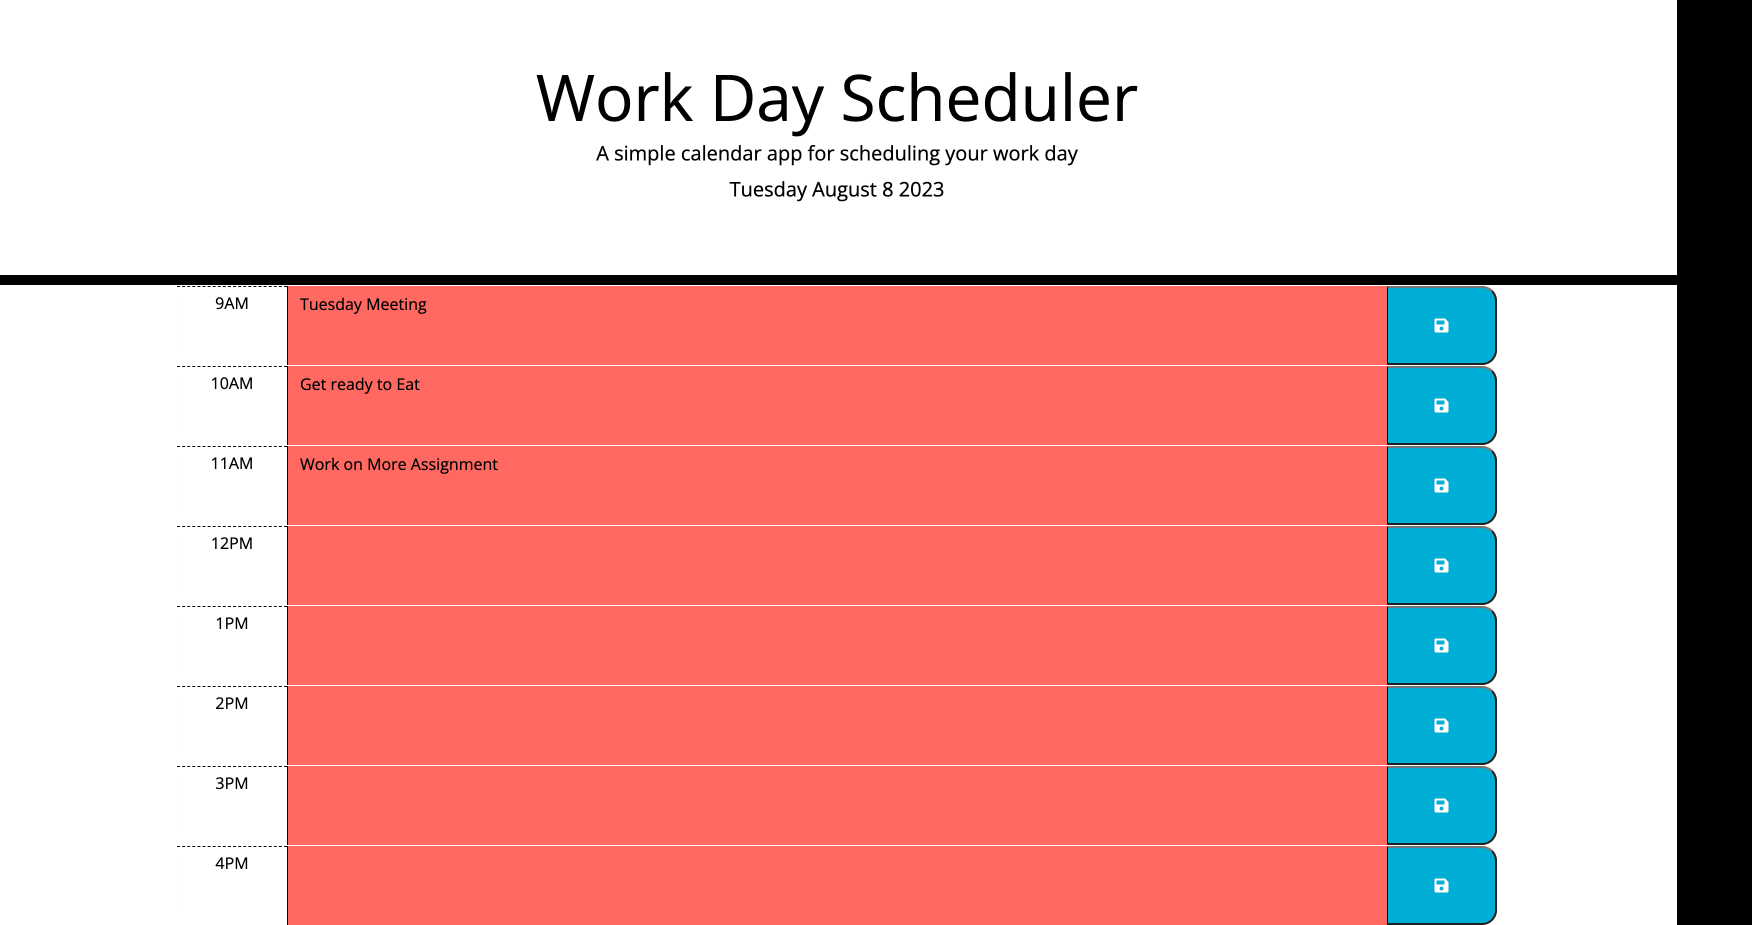 Work Day Scheduler
A simple calendar app for scheduling your work day
Tuesday August 8 2023
9AM
Tuesday Meeting
10AM
Get ready to Eat
11AM
Work on More Assignment
12PM
1PM
2PM
3PM
4PM